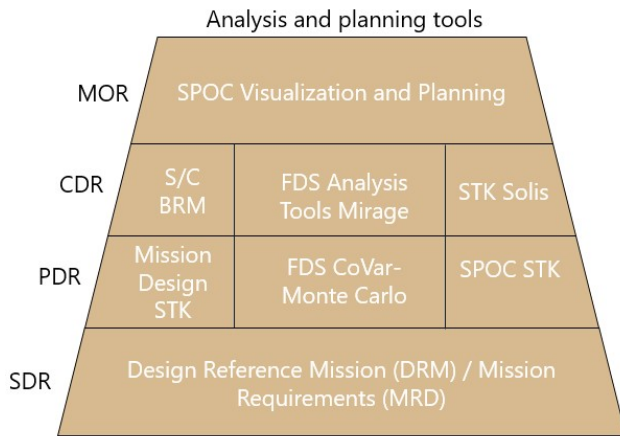 Analysis and planning tools
MOR
SPOC Visualization and Planning
CDR
S/C
BRM
FDS Analysis
Tools Mirage
STK Solis
PDR
Mission
Design
STK
FDS CoVar-
Monte Carlo
SPOC STK
SDR
Design Reference Mission (DRM) / Mission
Requirements (MRD)